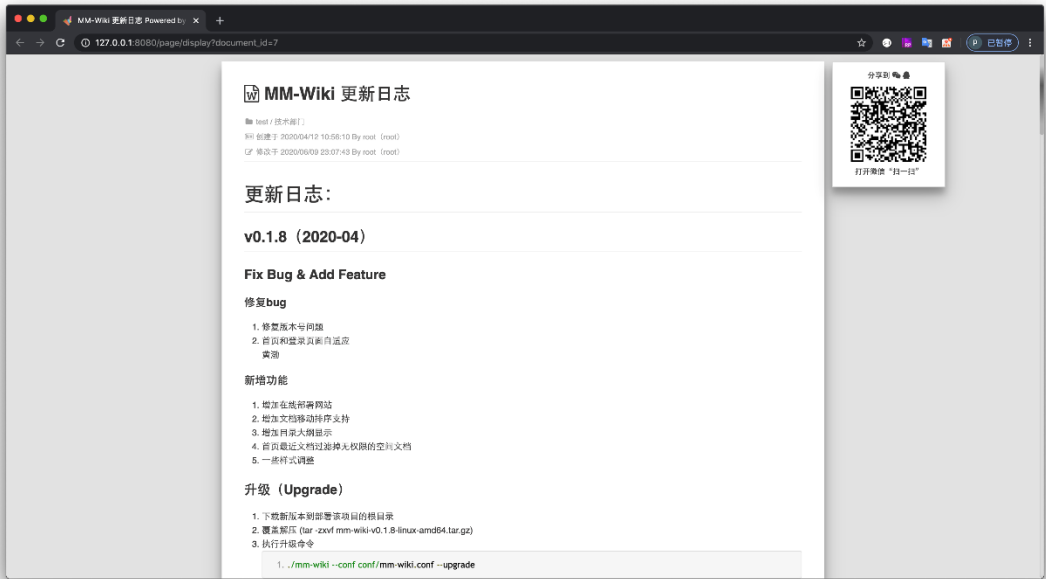 MM-Wiki 更新日志 Powered by
127.0.0.1:8080/page/display?document_id=7
已暂停
MM-Wiki 更新日志
test / 技术部门
创建于 2020/04/12 10:56:10 By root（root）
修改于 2020/06/09 23:07:43 By root（root）
更新日志：
v0.1.8（2020-04）
Fix Bug & Add Feature
修复bug
1. 修复版本号问题
2. 首页和登录页面自适应
黄渤
新增功能
1. 增加在线部署网站
2. 增加文档移动排序支持
3. 增加目录大纲显示
4. 首页最近文档过滤掉无权限的空间文档
5. 一些样式调整
升级（Upgrade）
1. 下载新版本到部署该项目的根目录
2. 覆盖解压 (tar -zxvf mm-wiki-v0.1.8-linux-amd64.tar.gz)
3. 执行升级命令
1. ./mm-wiki --conf conf/mm-wiki.conf --upgrade
分享到
打开微信“扫一扫”